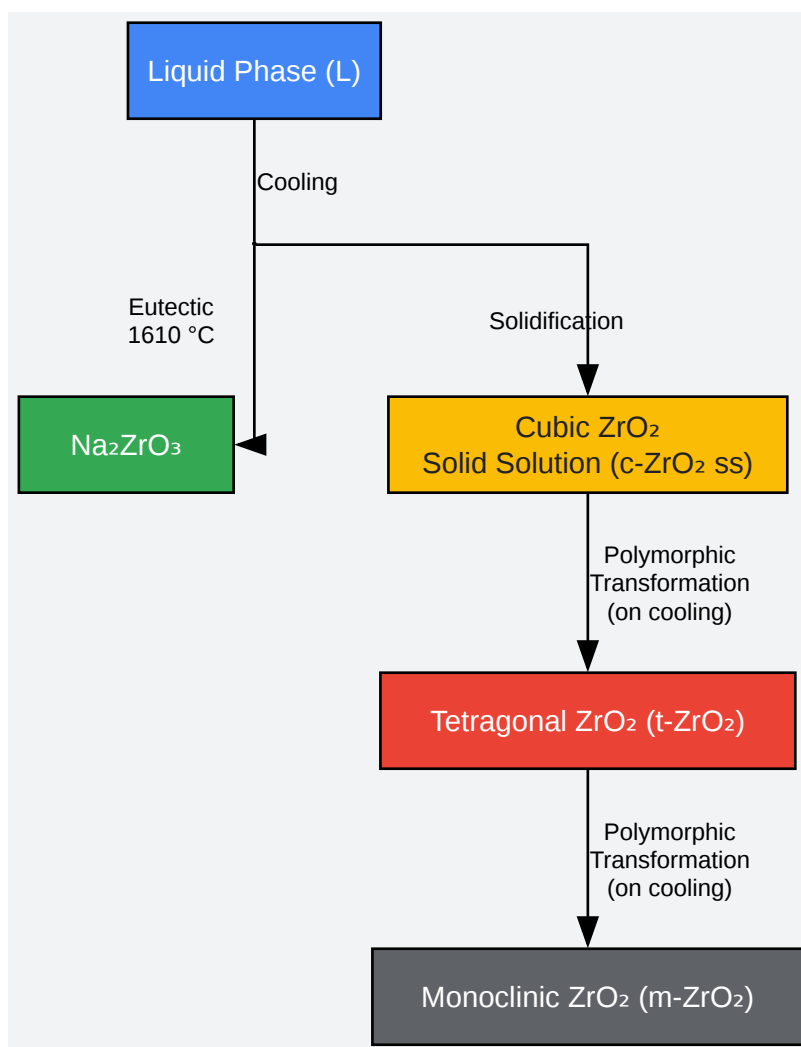 Liquid Phase (L)
Cooling
Eutectic
1610 °C
Solidification
Na₂ZrO₃
Cubic ZrO₂
Solid Solution (c-ZrO₂ ss)
Polymorphic
Transformation
(on cooling)
Tetragonal ZrO₂ (t-ZrO₂)
Polymorphic
Transformation
(on cooling)
Monoclinic ZrO₂ (m-ZrO₂)